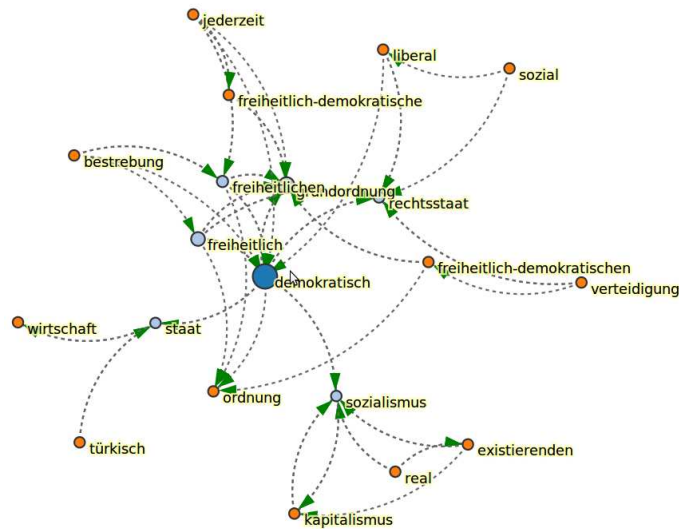 jederzeit
liberal
sozial
freiheitlich-demokratische
bestrebung
freiheitlichen
grundordnung
rechtsstaat
freiheitlich
freiheitlich-demokratischen
demokratisch
verteidigung
wirtschaft
staat
ordnung
sozialismus
türkisch
existierenden
real
kapitalismus